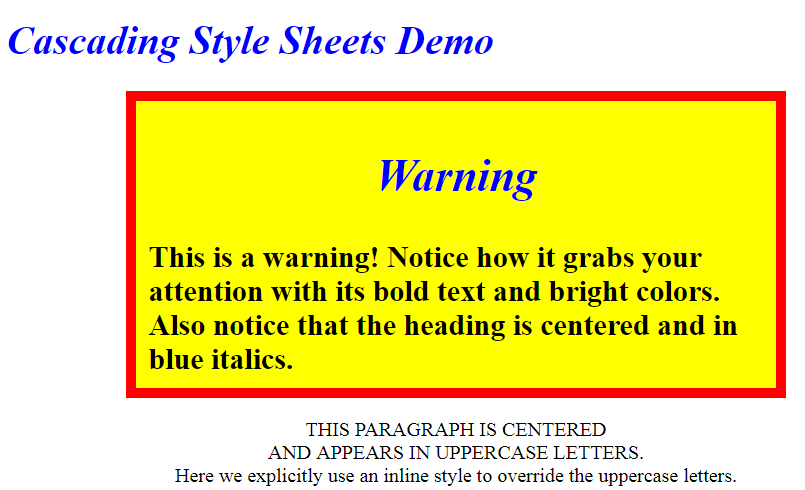 Cascading Style Sheets Demo
Warning
This is a warning! Notice how it grabs your
attention with its bold text and bright colors.
Also notice that the heading is centered and in
blue italics.
THIS PARAGRAPH IS CENTERED
AND APPEARS IN UPPERCASE LETTERS.
Here we explicitly use an inline style to override the uppercase letters.